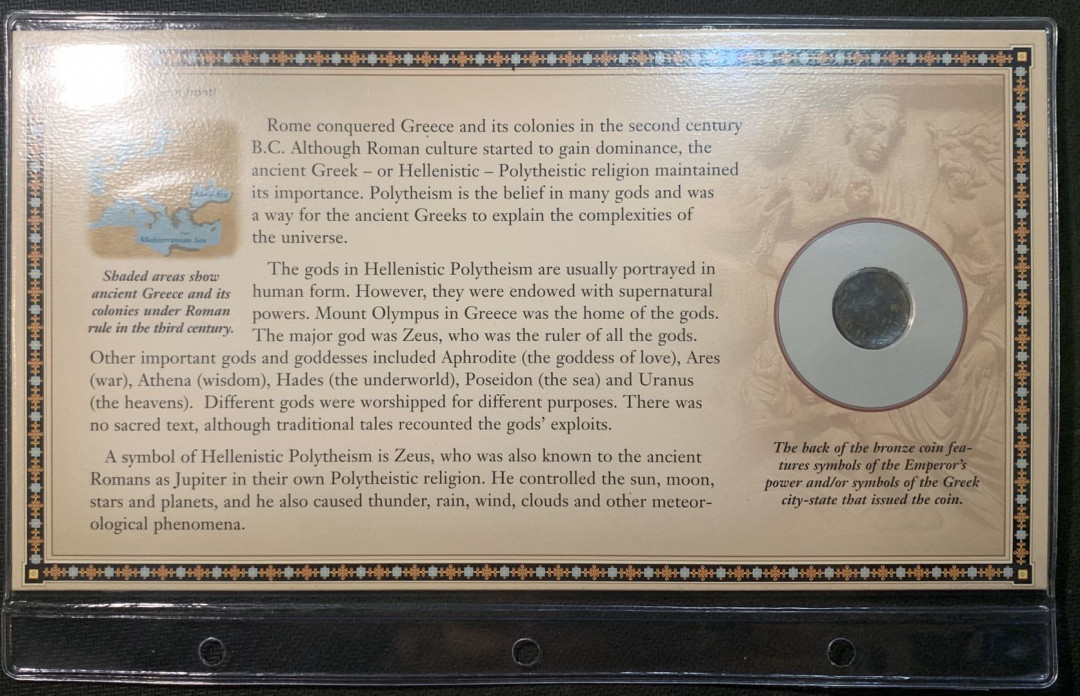 Rome conquered Greece and its colonies in the second century
B.C. Although Roman culture started to gain dominance, the
ancient Greek – or Hellenistic – Polytheistic religion maintained
its importance. Polytheism is the belief in many gods and was
a way for the ancient Greeks to explain the complexities of
the universe.
Mediterranean Sea
Shaded areas show
ancient Greece and its
colonies under Roman
rule in the third century.
The gods in Hellenistic Polytheism are usually portrayed in
human form. However, they were endowed with supernatural
powers. Mount Olympus in Greece was the home of the gods.
The major god was Zeus, who was the ruler of all the gods.
Other important gods and goddesses included Aphrodite (the goddess of love), Ares
(war), Athena (wisdom), Hades (the underworld), Poseidon (the sea) and Uranus
(the heavens). Different gods were worshipped for different purposes. There was
no sacred text, although traditional tales recounted the gods' exploits.
A symbol of Hellenistic Polytheism is Zeus, who was also known to the ancient
Romans as Jupiter in their own Polytheistic religion. He controlled the sun, moon,
stars and planets, and he also caused thunder, rain, wind, clouds and other meteor-
ological phenomena.
The back of the bronze coin fea-
tures symbols of the Emperor's
power and/or symbols of the Greek
city-state that issued the coin.